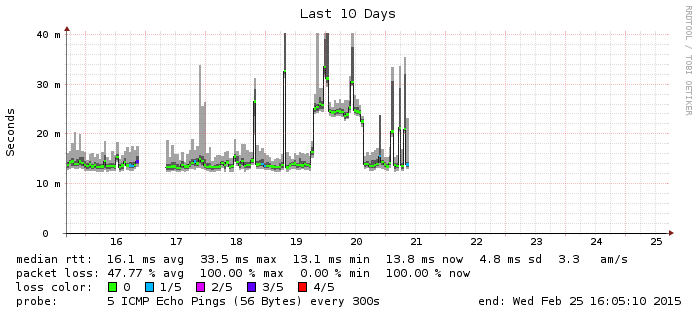 Last 10 Days
RRDTOOL / TOBI OETIKER
Seconds
40 m
30 m
20 m
10 m
0
16 17 18 19 20 21 22 23 24 25
median rtt: 16.1 ms avg 33.5 ms max 13.1 ms min 13.8 ms now 4.8 ms sd 3.3 am/s
packet loss: 47.77 % avg 100.00 % max 0.00 % min 100.00 % now
loss color: 0 1/5 2/5 3/5 4/5
probe: 5 ICMP Echo Pings (56 Bytes) every 300s end: Wed Feb 25 16:05:10 2015